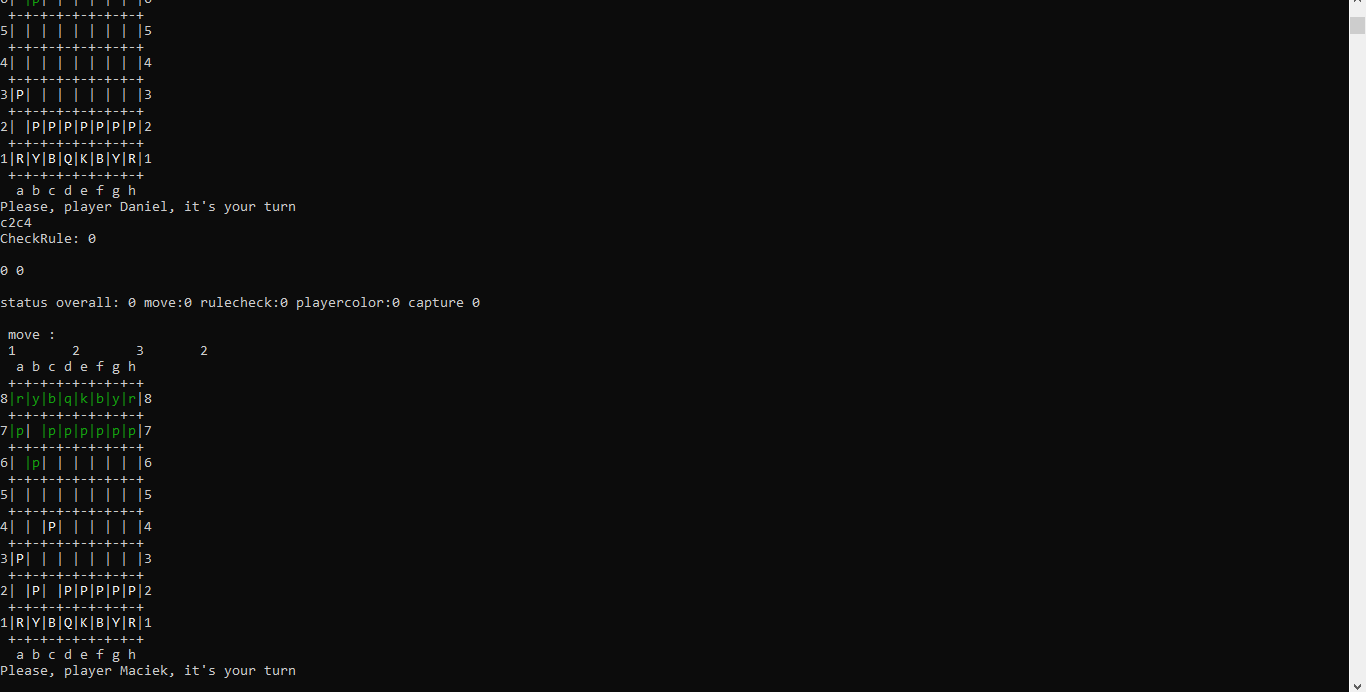 6| |p| | | | | | |6
 +-+-+-+-+-+-+-+-+
5| | | | | | | | |5
 +-+-+-+-+-+-+-+-+
4| | | | | | | | |4
 +-+-+-+-+-+-+-+-+
3|P| | | | | | | |3
 +-+-+-+-+-+-+-+-+
2| |P|P|P|P|P|P|P|2
 +-+-+-+-+-+-+-+-+
1|R|Y|B|Q|K|B|Y|R|1
 +-+-+-+-+-+-+-+-+
  a b c d e f g h
Please, player Daniel, it's your turn
c2c4
CheckRule: 0
0 0
status overall: 0 move:0 rulecheck:0 playercolor:0 capture 0
 move :
 1       2       3       2
  a b c d e f g h
 +-+-+-+-+-+-+-+-+
8|r|y|b|q|k|b|y|r|8
 +-+-+-+-+-+-+-+-+
7|p| |p|p|p|p|p|p|7
 +-+-+-+-+-+-+-+-+
6| |p| | | | | | |6
 +-+-+-+-+-+-+-+-+
5| | | | | | | | |5
 +-+-+-+-+-+-+-+-+
4| | |P| | | | | |4
 +-+-+-+-+-+-+-+-+
3|P| | | | | | | |3
 +-+-+-+-+-+-+-+-+
2| |P| |P|P|P|P|P|2
 +-+-+-+-+-+-+-+-+
1|R|Y|B|Q|K|B|Y|R|1
 +-+-+-+-+-+-+-+-+
  a b c d e f g h
Please, player Maciek, it's your turn